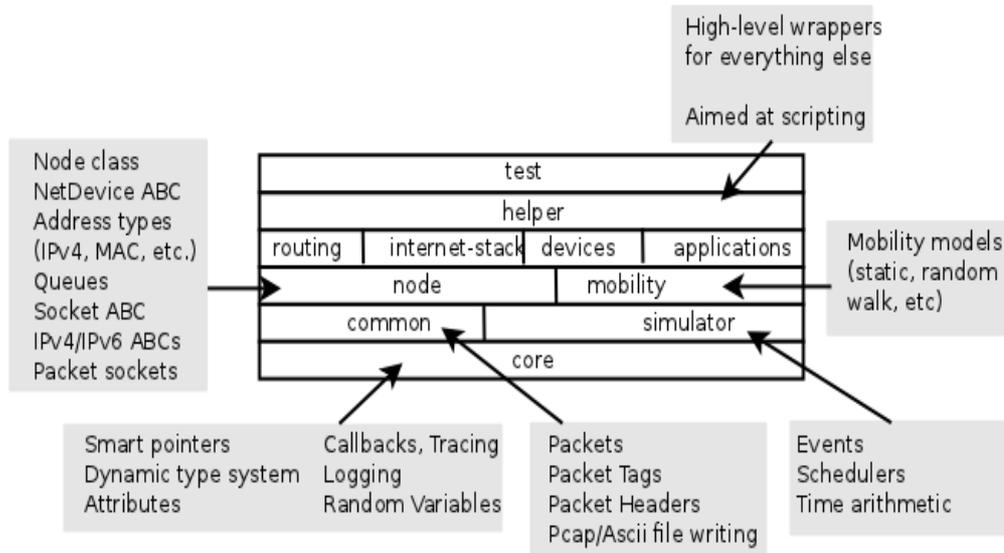 High-level wrappers
for everything else
Aimed at scripting
Node class
NetDevice ABC
Address types
(IPv4, MAC, etc.)
Queues
Socket ABC
IPv4/IPv6 ABCs
Packet sockets
test
helper
routing internet-stack devices applications
node mobility
common simulator
core
Mobility models
(static, random
walk, etc)
Smart pointers
Dynamic type system
Attributes
Callbacks, Tracing
Logging
Random Variables
Packets
Packet Tags
Packet Headers
Pcap/Ascii file writing
Events
Schedulers
Time arithmetic